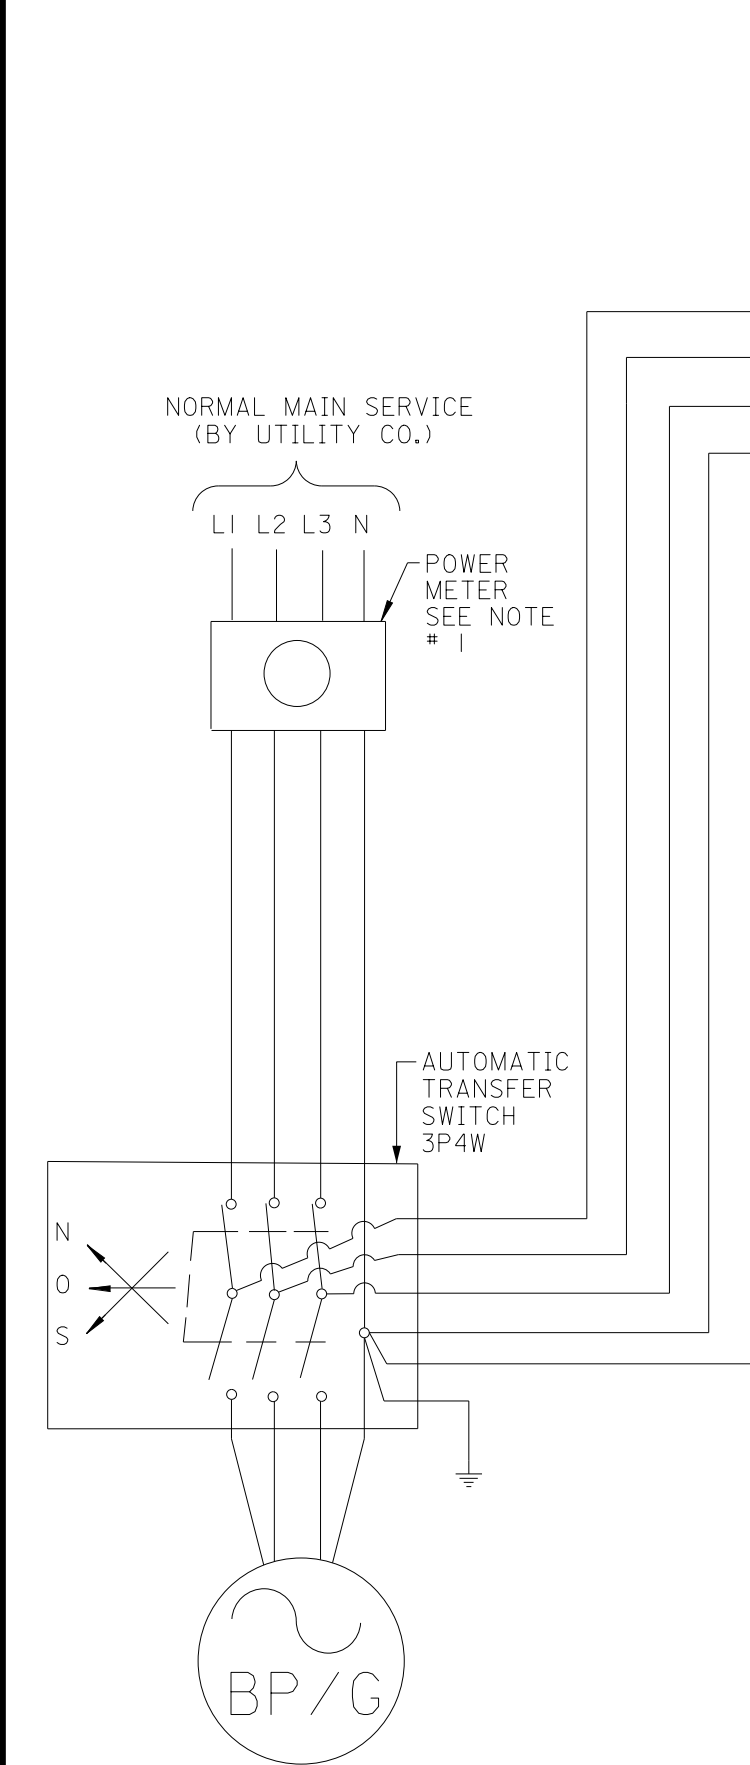 NORMAL MAIN SERVICE
(BY UTILITY CO.)
L1 L2 L3 N
POWER
METER
SEE NOTE
# 1
AUTOMATIC
TRANSFER
SWITCH
3P4W
N
O
S
BP/G